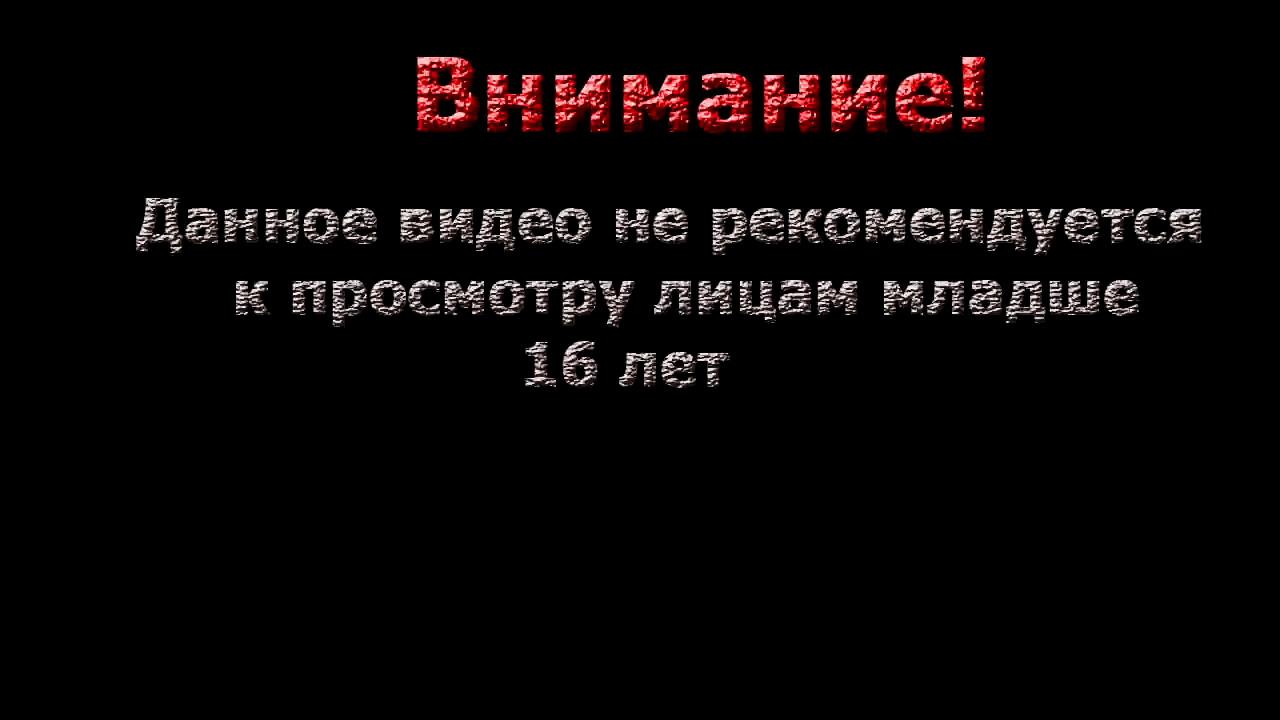 Внимание!
Данное видео не рекомендуется
к просмотру лицам младше
16 лет